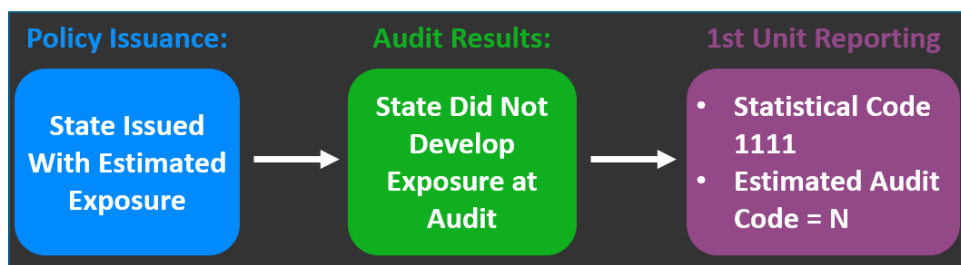 Policy Issuance:
State Issued
With Estimated
Exposure
Audit Results:
State Did Not
Develop
Exposure at
Audit
1st Unit Reporting
• Statistical Code
1111
• Estimated Audit
Code = N